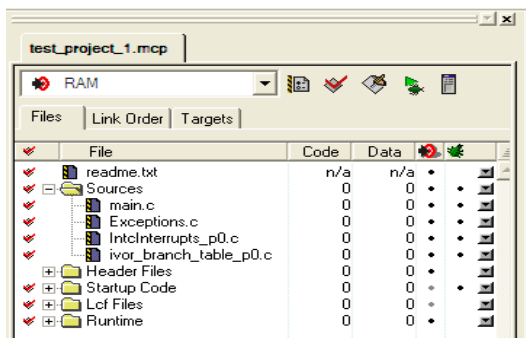 test_project_1.mcp
RAM
Files Link Order Targets
File Code Data
readme.txt n/a n/a
Sources 0 0
main.c 0 0
Exceptions.c 0 0
IntcInterrupts_p0.c 0 0
ivor_branch_table_p0.c 0 0
Header Files 0 0
Startup Code 0 0
Lcf Files 0 0
Runtime 0 0